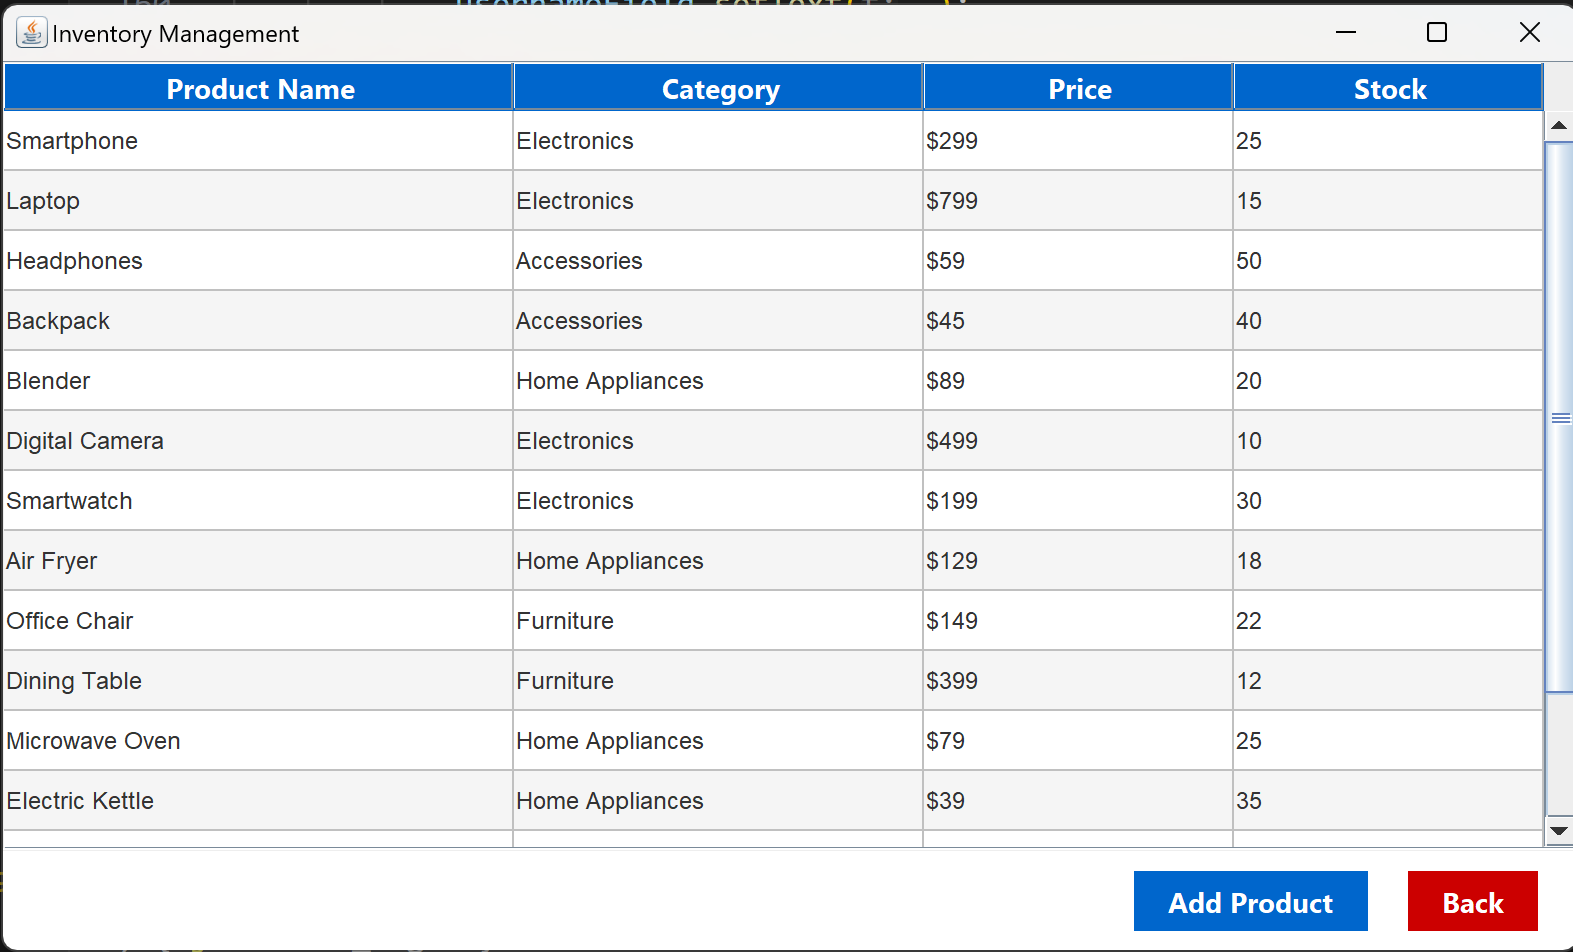 Inventory Management
Product Name Category Price Stock
Smartphone Electronics $299 25
Laptop Electronics $799 15
Headphones Accessories $59 50
Backpack Accessories $45 40
Blender Home Appliances $89 20
Digital Camera Electronics $499 10
Smartwatch Electronics $199 30
Air Fryer Home Appliances $129 18
Office Chair Furniture $149 22
Dining Table Furniture $399 12
Microwave Oven Home Appliances $79 25
Electric Kettle Home Appliances $39 35
Add Product Back